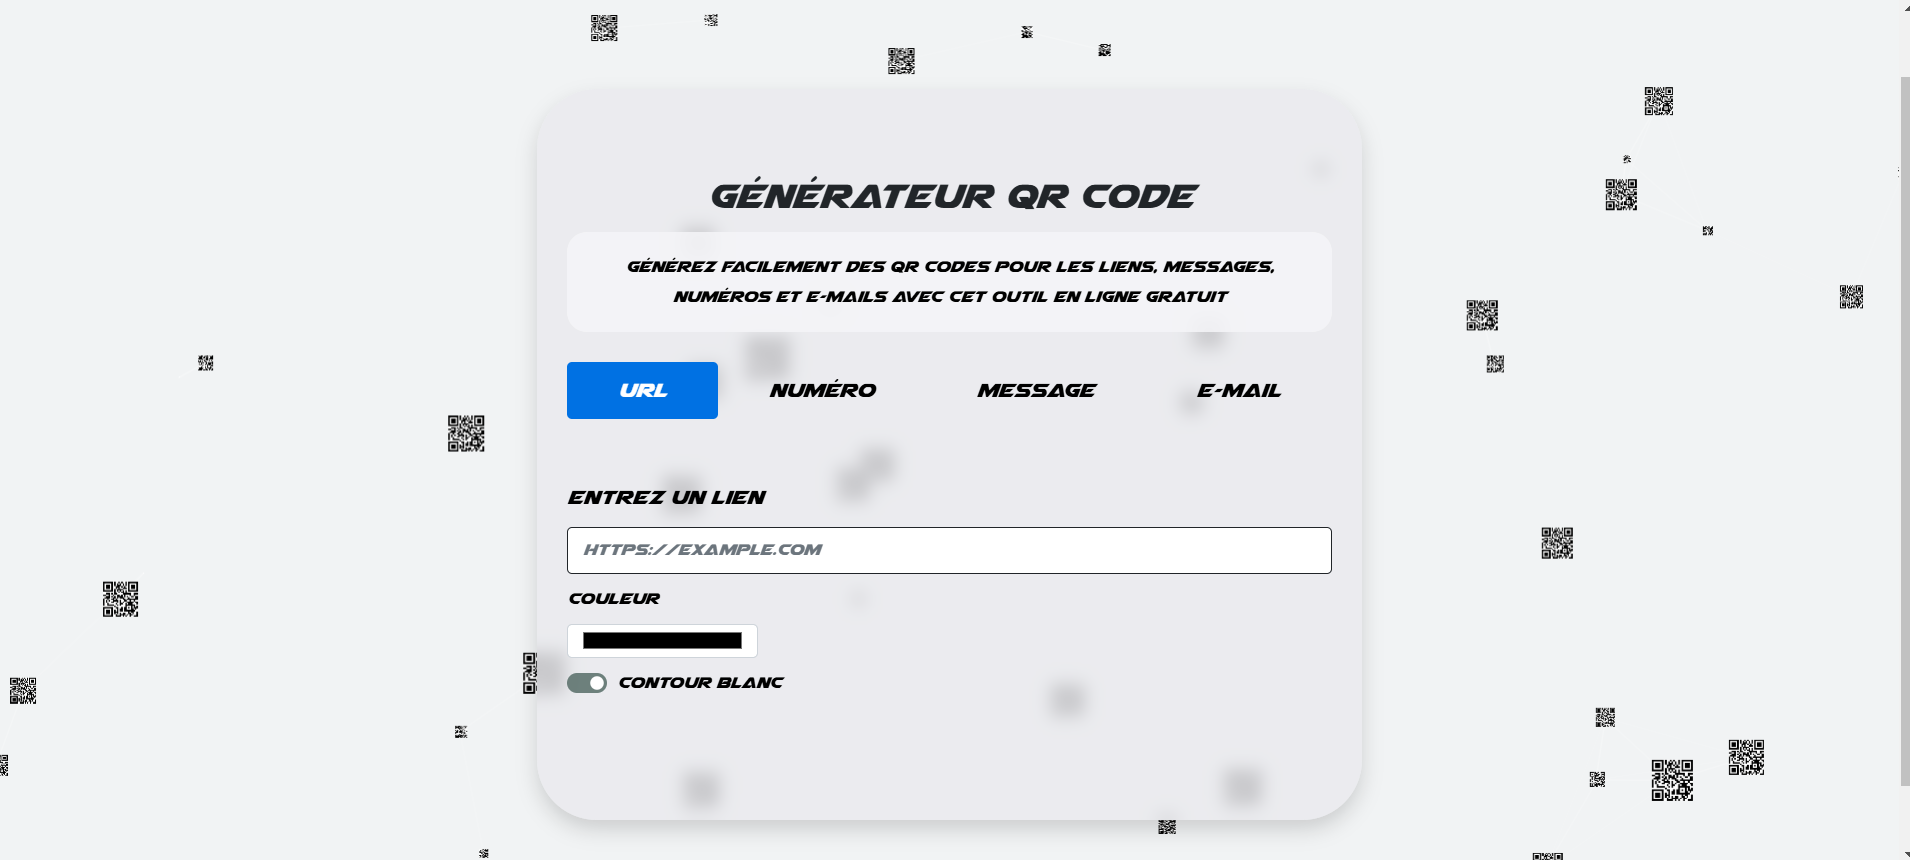 GÉNÉRATEUR QR CODE
GÉNÉREZ FACILEMENT DES QR CODES POUR LES LIENS, MESSAGES,
NUMÉROS ET E-MAILS AVEC CET OUTIL EN LIGNE GRATUIT
URL
NUMÉRO
MESSAGE
E-MAIL
ENTREZ UN LIEN
HTTPS://EXAMPLE.COM
COULEUR
CONTOUR BLANC